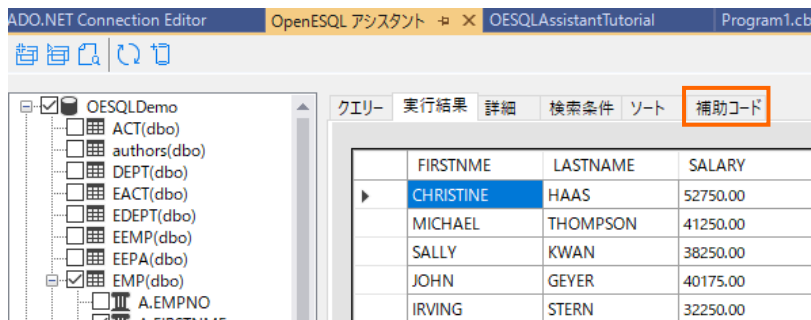 ADO.NET Connection Editor OpenESQL アシスタント OESQLAssistantTutorial Program1.cb
OESQLDemo
ACT(dbo)
authors(dbo)
DEPT(dbo)
EACT(dbo)
EDEPT(dbo)
EEMP(dbo)
EEPA(dbo)
EMP(dbo)
A.EMPNO
A.FIRSTNME
クエリー 実行結果 詳細 検索条件 ソート 補助コード
FIRSTNME LASTNAME SALARY
CHRISTINE HAAS 52750.00
MICHAEL THOMPSON 41250.00
SALLY KWAN 38250.00
JOHN GEYER 40175.00
IRVING STERN 32250.00